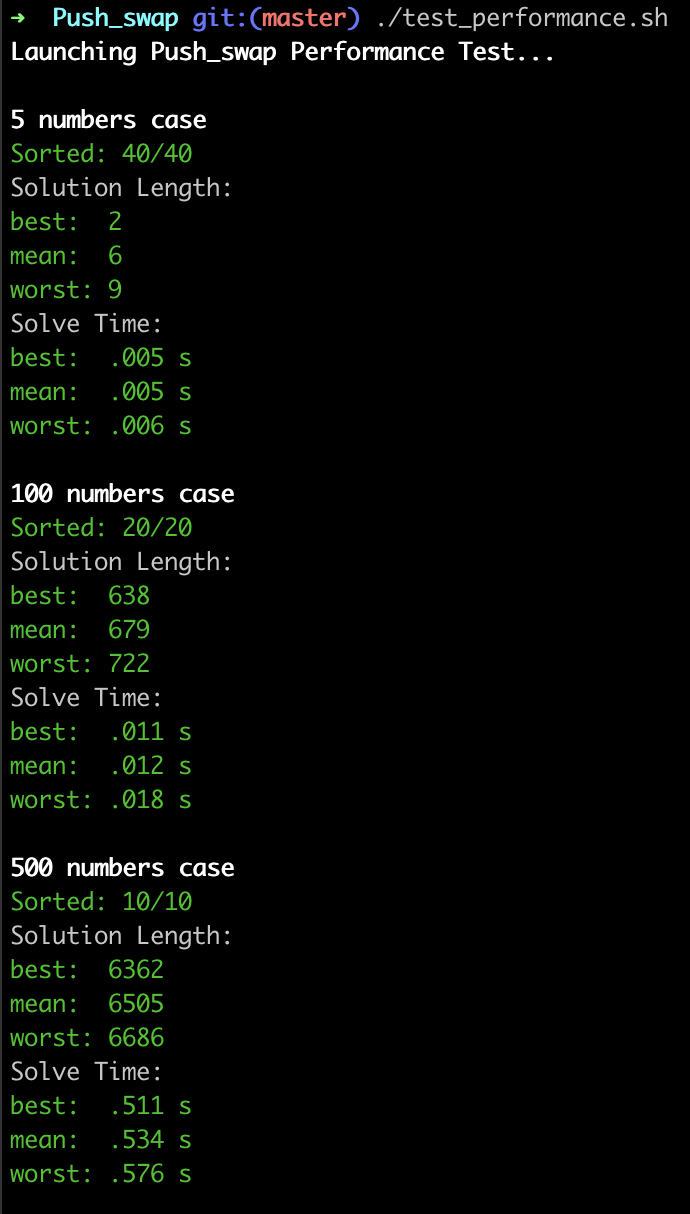 → Push_swap git:(master) ./test_performance.sh
Launching Push_swap Performance Test...
5 numbers case
Sorted: 40/40
Solution Length:
best:  2
mean:  6
worst: 9
Solve Time:
best:  .005 s
mean:  .005 s
worst: .006 s
100 numbers case
Sorted: 20/20
Solution Length:
best:  638
mean:  679
worst: 722
Solve Time:
best:  .011 s
mean:  .012 s
worst: .018 s
500 numbers case
Sorted: 10/10
Solution Length:
best:  6362
mean:  6505
worst: 6686
Solve Time:
best:  .511 s
mean:  .534 s
worst: .576 s